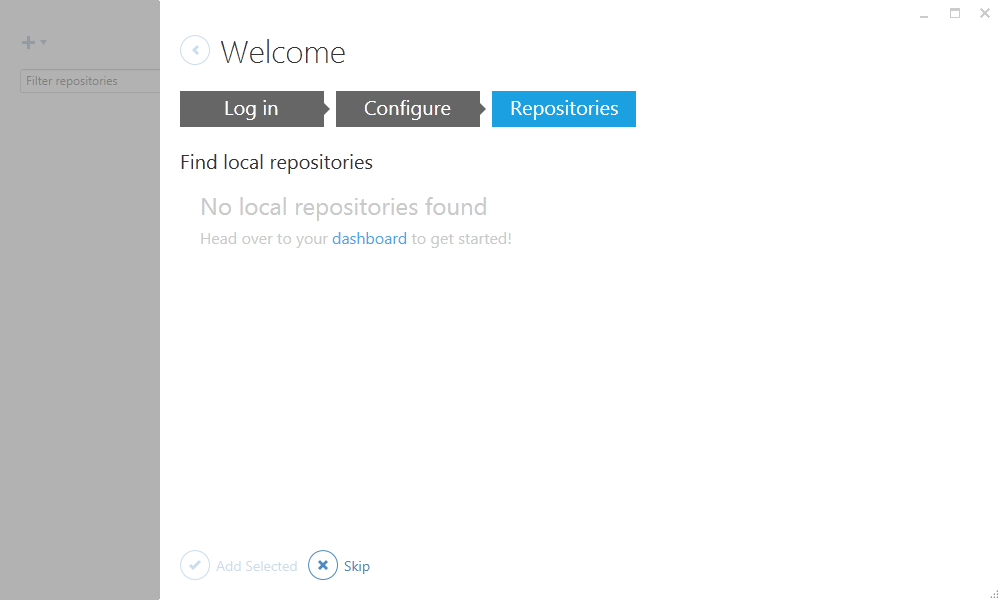 Filter repositories
Welcome
Log in
Configure
Repositories
Find local repositories
No local repositories found
Head over to your dashboard to get started!
Add Selected
Skip